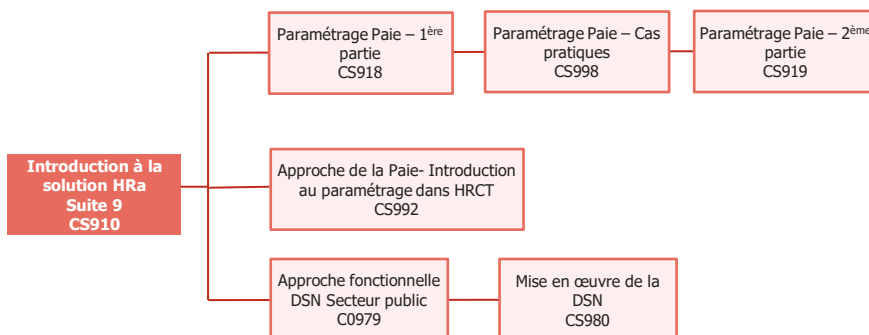 Paramétrage Paie – 1ère
partie
CS918
Paramétrage Paie – Cas
pratiques
CS998
Paramétrage Paie – 2ème
partie
CS919
Introduction à la
solution HRa
Suite 9
CS910
Approche de la Paie- Introduction
au paramétrage dans HRCT
CS992
Approche fonctionnelle
DSN Secteur public
C0979
Mise en œuvre de la
DSN
CS980